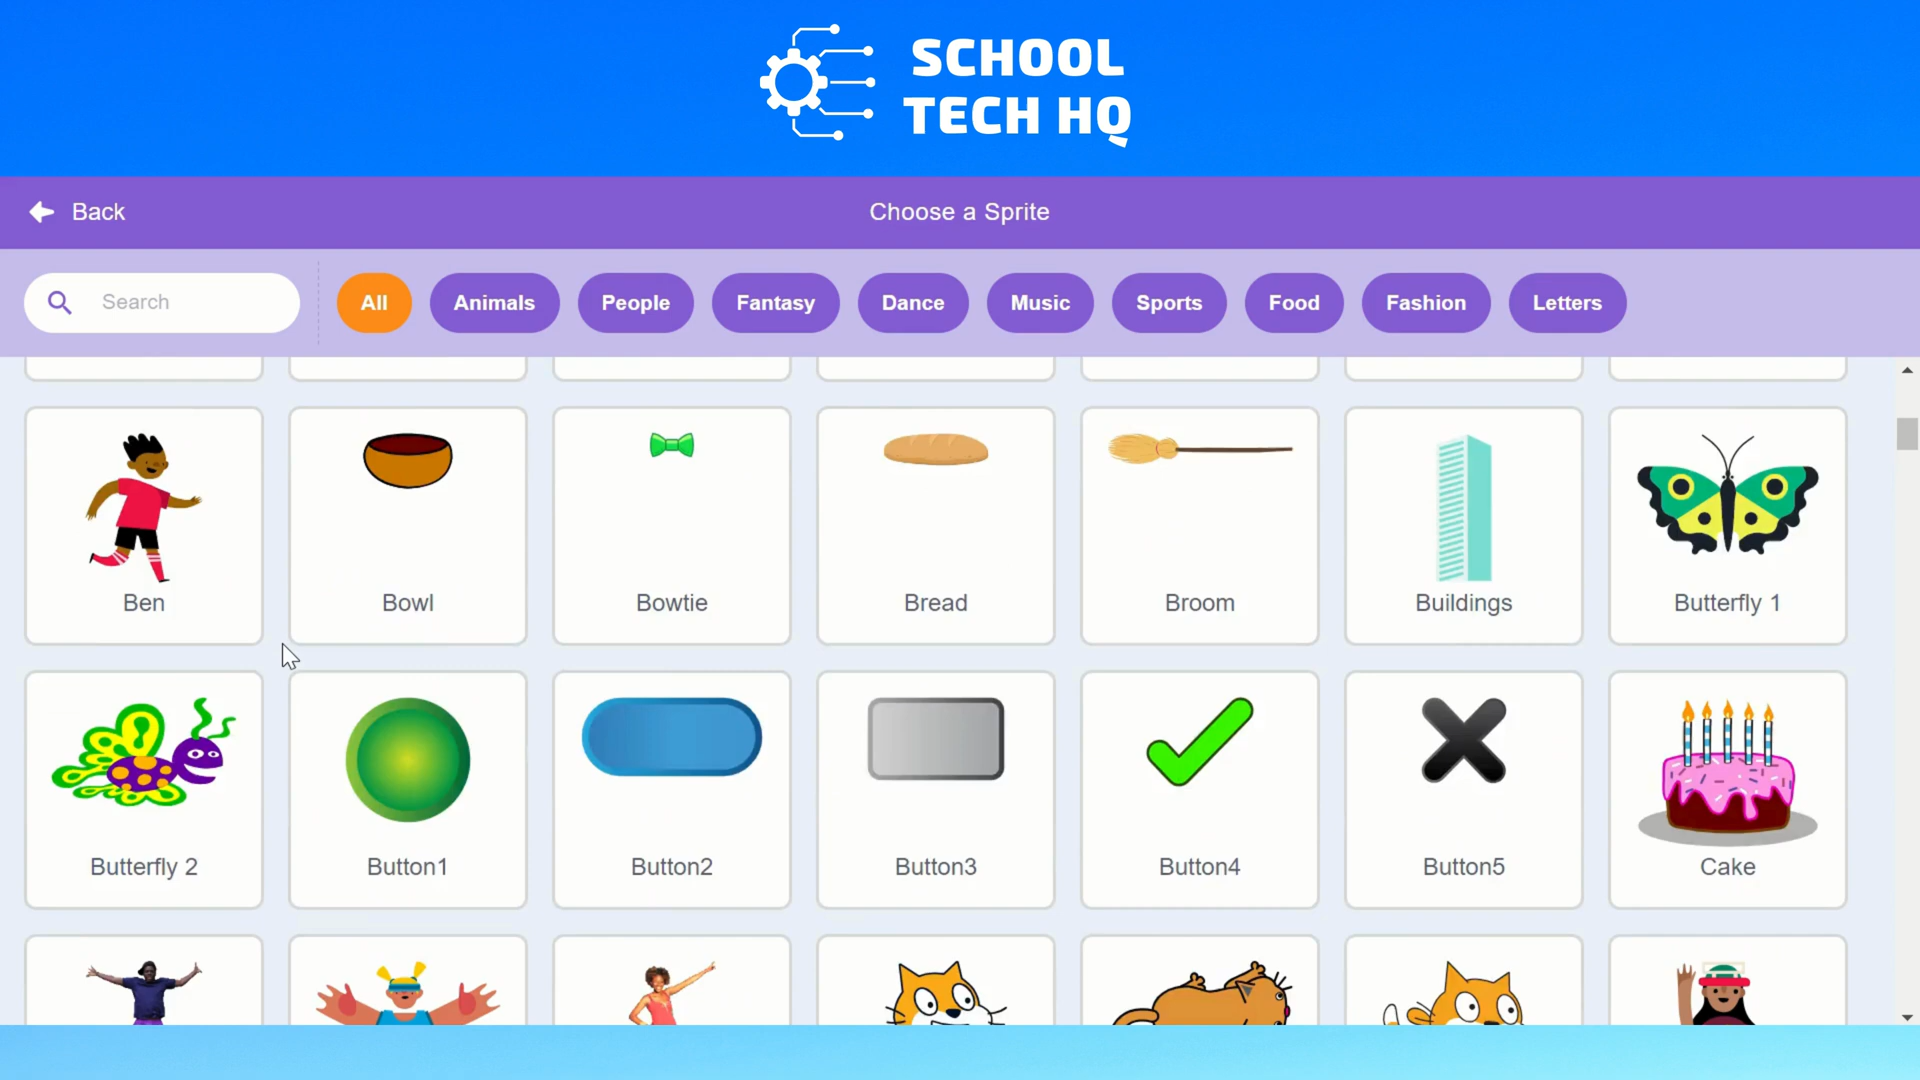 SCHOOL
TECH HQ
Back
Choose a Sprite
Search
All
Animals
People
Fantasy
Dance
Music
Sports
Food
Fashion
Letters
Ben
Bowl
Bowtie
Bread
Broom
Buildings
Butterfly 1
Butterfly 2
Button1
Button2
Button3
Button4
Button5
Cake